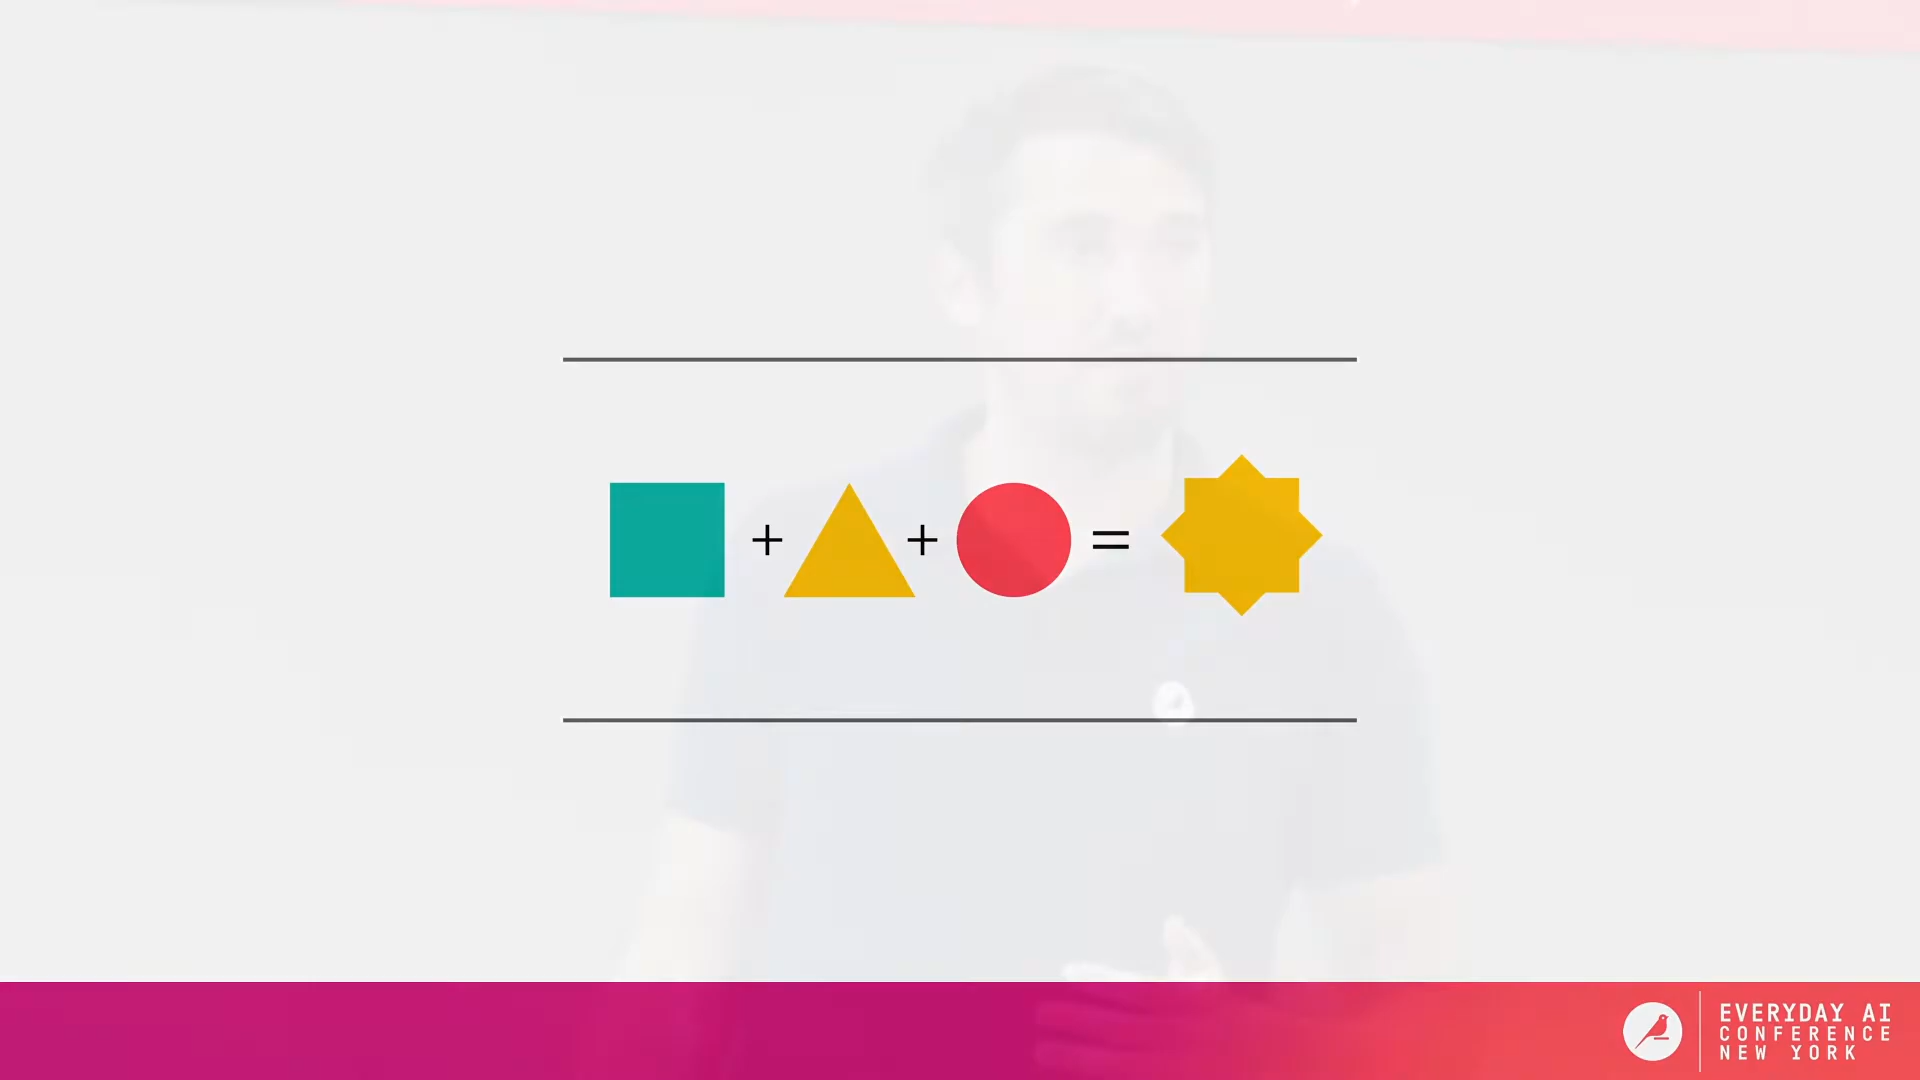 + + =
EVERYDAY AI
CONFERENCE
NEW YORK